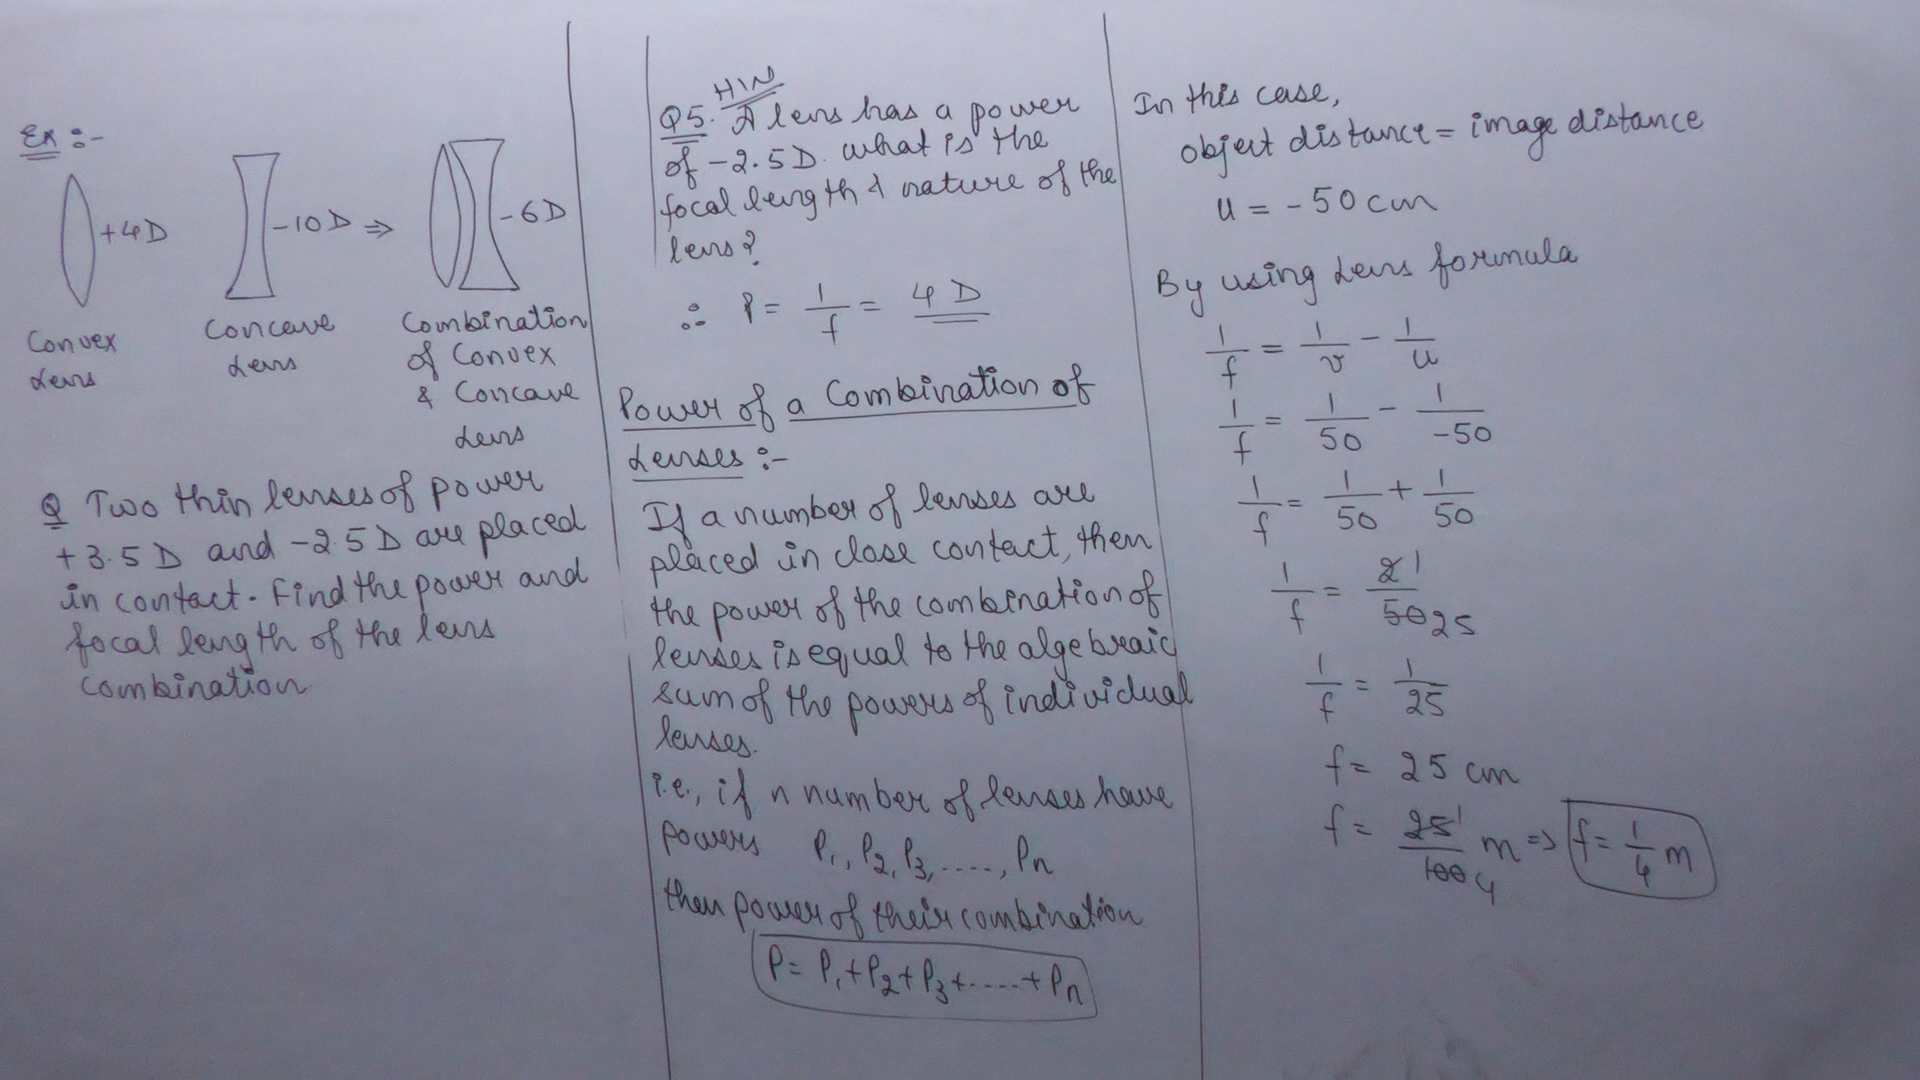 Ex :-
+4D
-10D ⇒
-6D
Convex
Lens
Concave
Lens
Combination
of Convex
& Concave
Lens
Q Two thin lenses of power
+3.5D and -2.5D are placed
in contact. Find the power and
focal length of the lens
combination.
H/W
Q5. A lens has a power
of -2.5D. what is the
focal length & nature of the
lens?
∴ P = 1/f = 4D
Power of a Combination of
Lenses :-
If a number of lenses are
placed in close contact, then
the power of the combination of
lenses is equal to the algebraic
sum of the powers of individual
lenses.
i.e., if n number of lenses have
powers P1, P2, P3, ...., Pn
then power of their combination
P = P1 + P2 + P3 + ..... + Pn
In this case,
object distance = image distance
u = -50 cm
By using Lens formula
1/f = 1/v - 1/u
1/f = 1/50 - 1/-50
1/f = 1/50 + 1/50
1/f = 2 1/50 25
1/f = 1/25
f = 25 cm
f = 25 1/100 4 m ⇒ f = 1/4 m